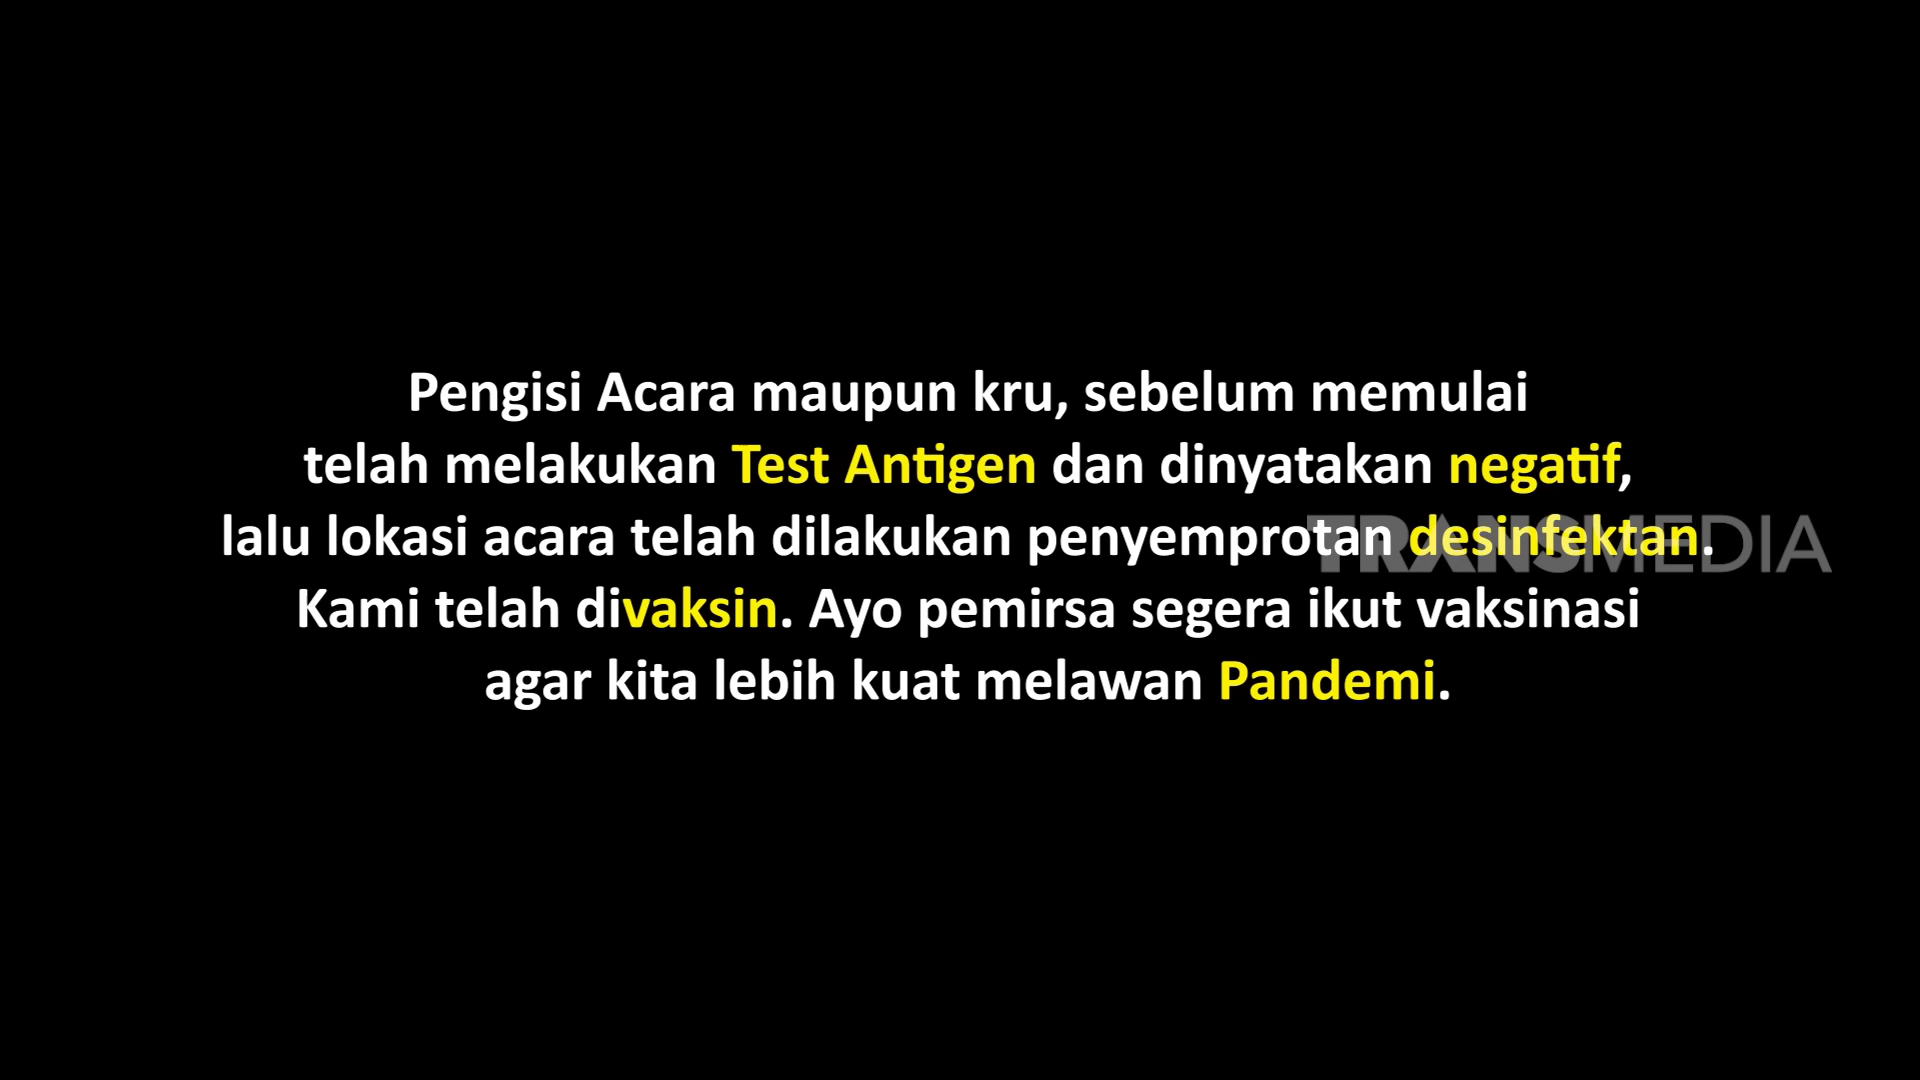 Pengisi Acara maupun kru, sebelum memulai
telah melakukan Test Antigen dan dinyatakan negatif,
lalu lokasi acara telah dilakukan penyemprotan desinfektan.
TRANSMEDIA
Kami telah divaksin. Ayo pemirsa segera ikut vaksinasi
agar kita lebih kuat melawan Pandemi.